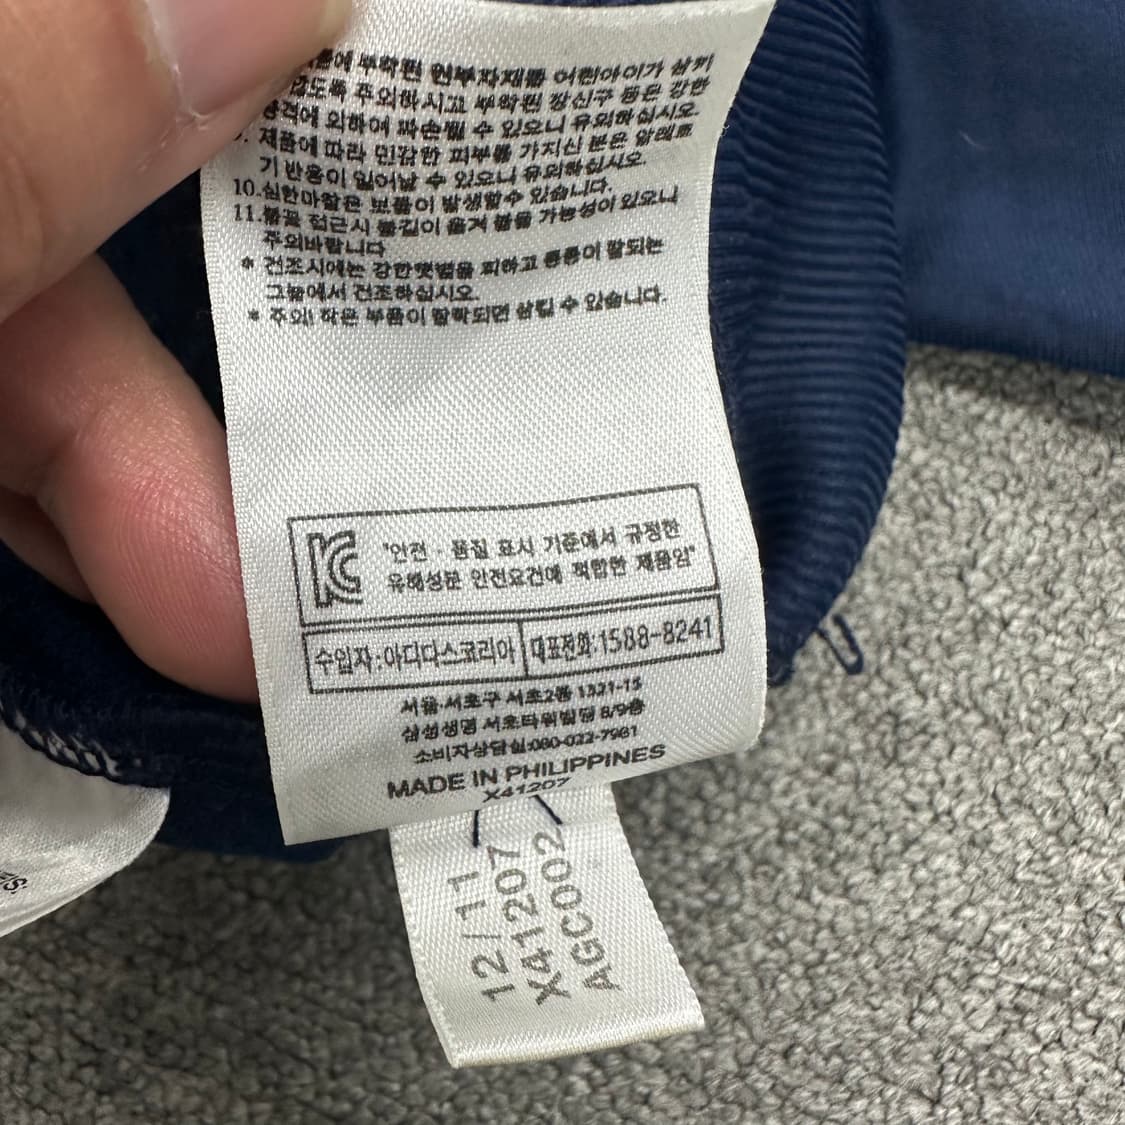 부착된 원부자재를 어린아이가 삼키
않도록 주의하시고 부착된 장신구 등은 강한
충격에 의하여 파손될 수 있으니 유의하십시오.
9. 제품에 따라 민감한 피부를 가지신 분은 알레르
기 반응이 일어날 수 있으니 유의하십시오.
10.심한마찰은 보풀이 발생할수 있습니다.
11.불꽃 접근시 불길이 옮겨 붙을 가능성이 있으니
주의바랍니다
* 건조시에는 강한햇볕을 피하고 통풍이 잘되는
그늘에서 건조하십시오.
* 주의! 작은 부품이 탈락되면 삼킬 수 있습니다.
KC
"안전 · 품질 표시 기준에서 규정한
유해성분 안전요건에 적합한 제품임"
수입자:아디다스코리아 대표전화:1588-8241
서울·서초구 서초2동 1321-15
삼성생명 서초타워빌딩 8/9층
소비자상담실:080-022-7981
MADE IN PHILIPPINES
X41207
12/11
X41207
AGC002